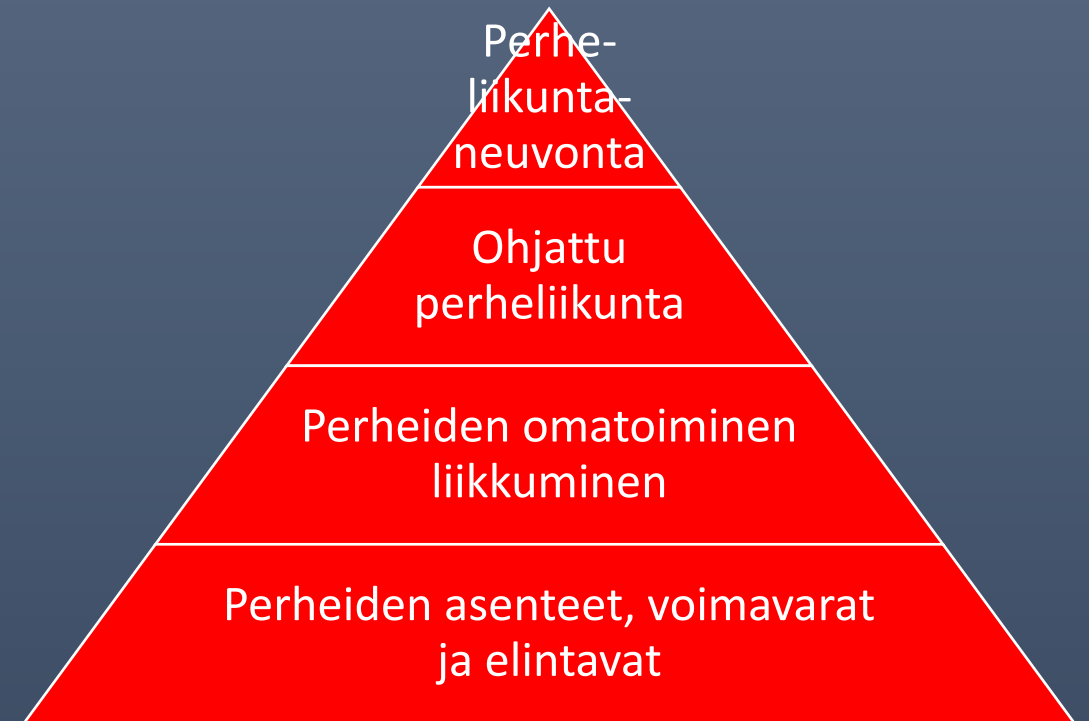 Perhe-
liikunta-
neuvonta
Ohjattu
perheliikunta
Perheiden omatoiminen
liikkuminen
Perheiden asenteet, voimavarat
ja elintavat